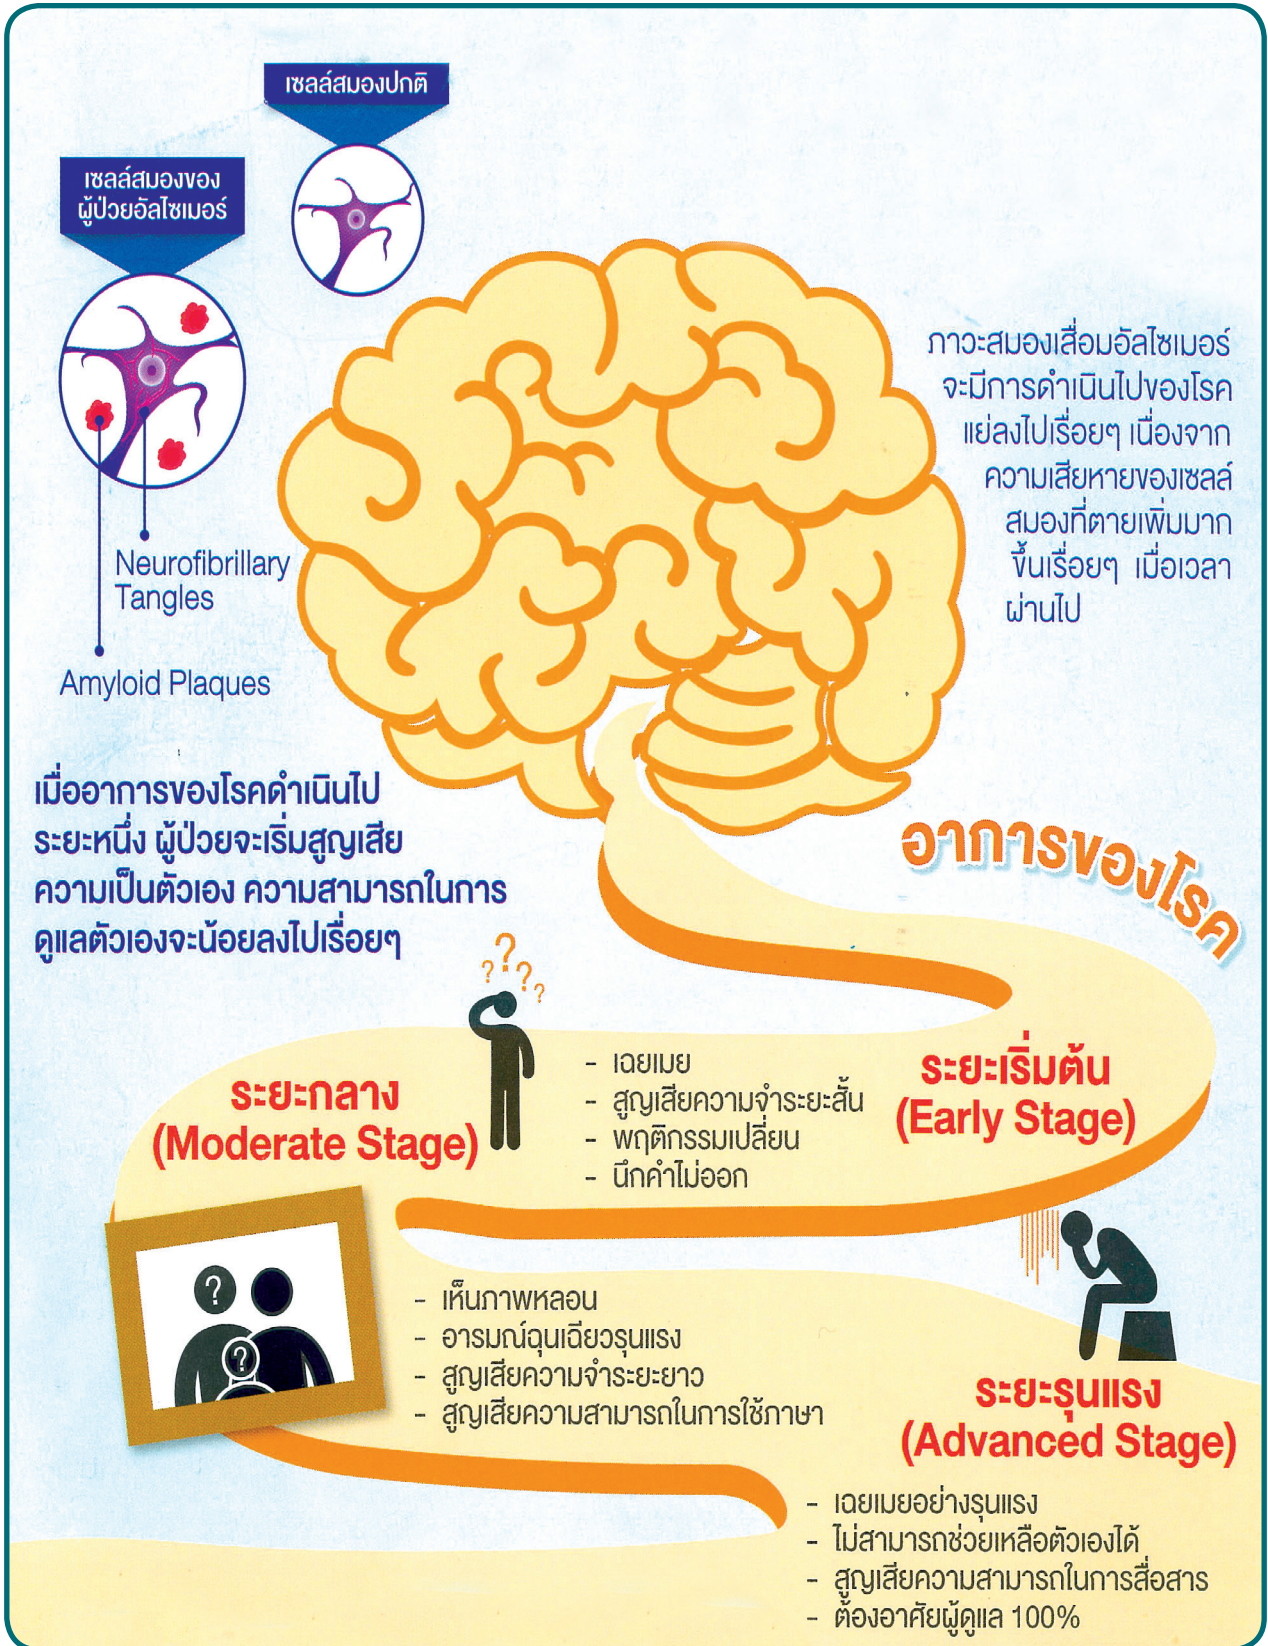 เซลล์สมองปกติ
เซลล์สมองของ
ผู้ป่วยอัลไซเมอร์
Neurofibrillary
Tangles
Amyloid Plaques
ภาวะสมองเสื่อมอัลไซเมอร์
จะมีการดำเนินไปของโรค
แย่ลงไปเรื่อยๆ เนื่องจาก
ความเสียหายของเซลล์
สมองที่ตายเพิ่มมาก
ขึ้นเรื่อยๆ เมื่อเวลา
ผ่านไป
เมื่ออาการของโรคดำเนินไป
ระยะหนึ่ง ผู้ป่วยจะเริ่มสูญเสีย
ความเป็นตัวเอง ความสามารถในการ
ดูแลตัวเองจะน้อยลงไปเรื่อยๆ
อาการของโรค
? ? ? ?
ระยะเริ่มต้น
(Early Stage)
- เฉยเมย
- สูญเสียความจำระยะสั้น
- พฤติกรรมเปลี่ยน
- นึกคำไม่ออก
ระยะกลาง
(Moderate Stage)
?
?
- เห็นภาพหลอน
- อารมณ์ฉุนเฉียวรุนแรง
- สูญเสียความจำระยะยาว
- สูญเสียความสามารถในการใช้ภาษา
ระยะรุนแรง
(Advanced Stage)
- เฉยเมยอย่างรุนแรง
- ไม่สามารถช่วยเหลือตัวเองได้
- สูญเสียความสามารถในการสื่อสาร
- ต้องอาศัยผู้ดูแล 100%